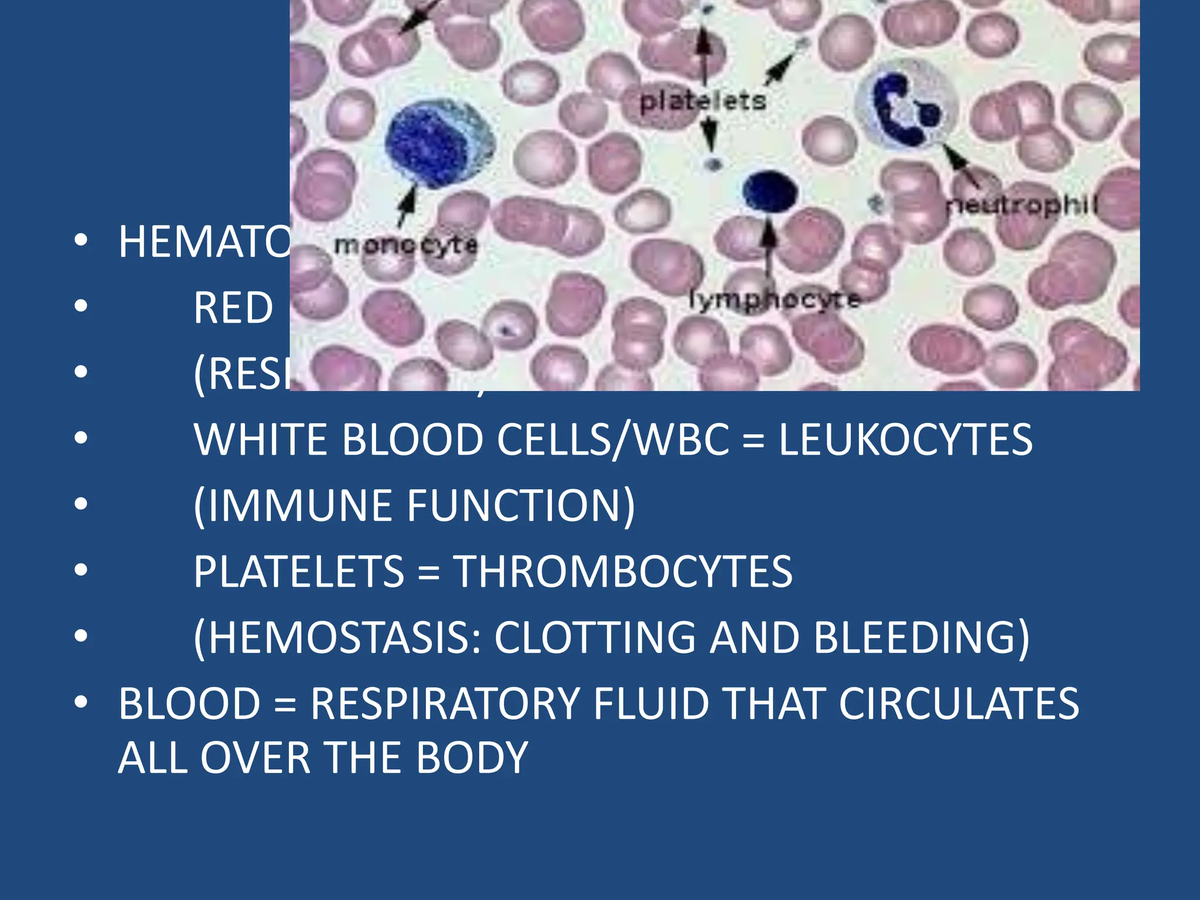 platelets
neutrophil
monocyte
lymphocyte
• HEMATO
• RED
• (RES
• WHITE BLOOD CELLS/WBC = LEUKOCYTES
• (IMMUNE FUNCTION)
• PLATELETS = THROMBOCYTES
• (HEMOSTASIS: CLOTTING AND BLEEDING)
• BLOOD = RESPIRATORY FLUID THAT CIRCULATES
ALL OVER THE BODY